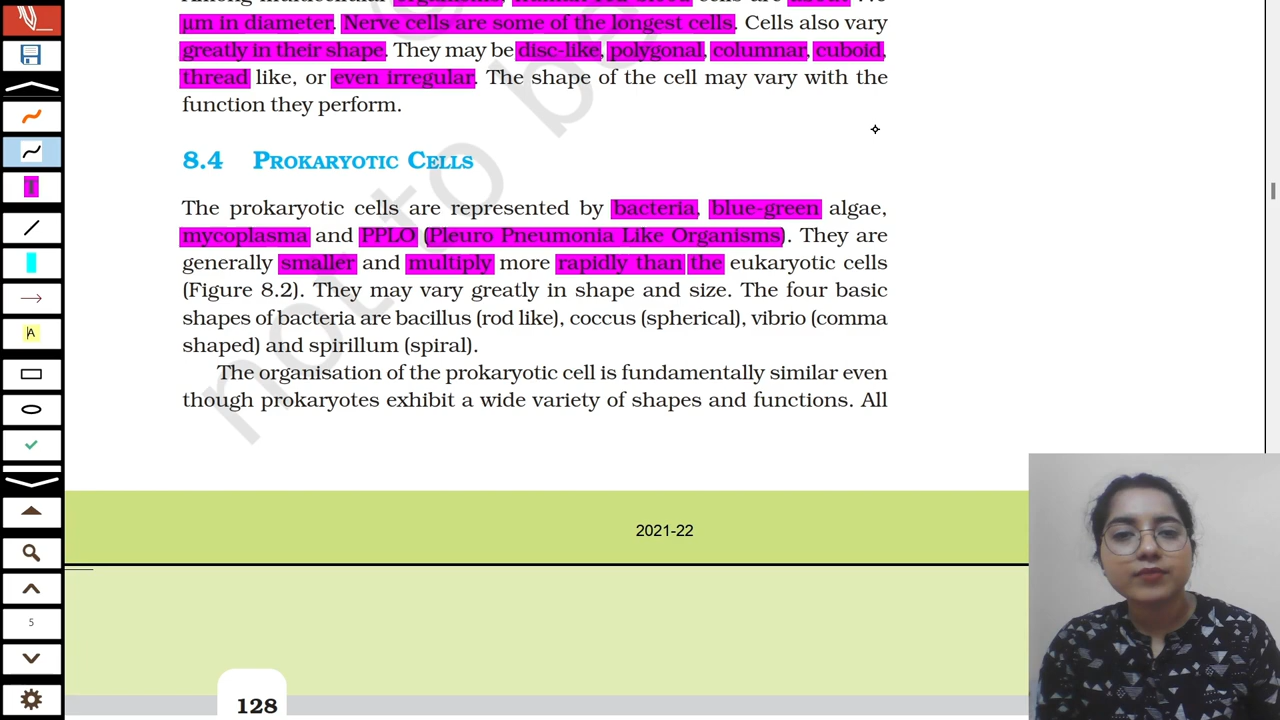 µm in diameter. Nerve cells are some of the longest cells. Cells also vary
greatly in their shape. They may be disc-like, polygonal, columnar, cuboid,
thread like, or even irregular. The shape of the cell may vary with the
function they perform.
8.4 PROKARYOTIC CELLS
The prokaryotic cells are represented by bacteria, blue-green algae,
mycoplasma and PPLO (Pleuro Pneumonia Like Organisms). They are
generally smaller and multiply more rapidly than the eukaryotic cells
(Figure 8.2). They may vary greatly in shape and size. The four basic
shapes of bacteria are bacillus (rod like), coccus (spherical), vibrio (comma
shaped) and spirillum (spiral).
The organisation of the prokaryotic cell is fundamentally similar even
though prokaryotes exhibit a wide variety of shapes and functions. All
2021-22
128
A
5
not to be